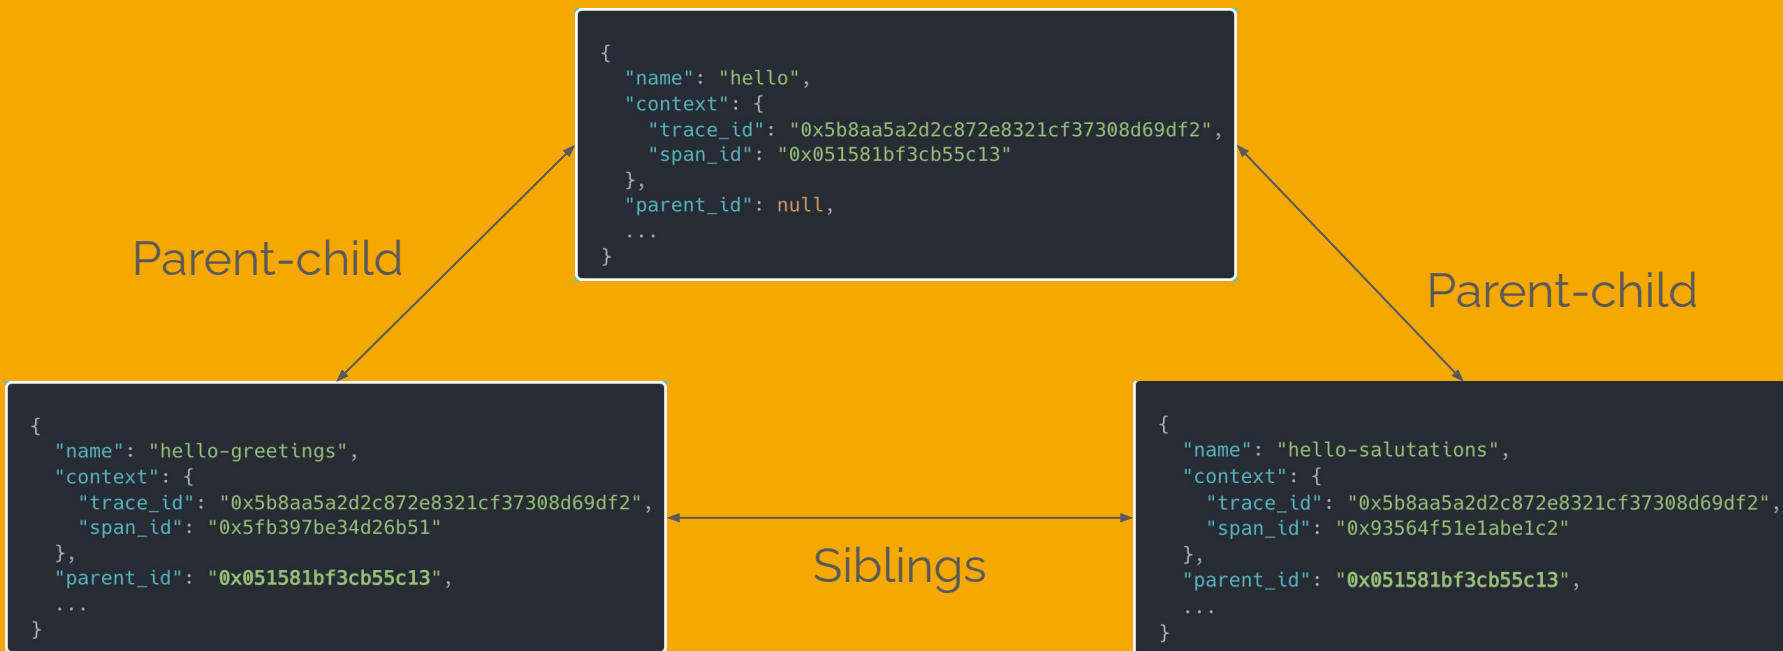 {
"name": "hello",
"context": {
"trace_id": "0x5b8aa5a2d2c872e8321cf37308d69df2",
"span_id": "0x051581bf3cb55c13"
},
"parent_id": null,
...
}
Parent-child
Parent-child
{
"name": "hello-greetings",
"context": {
"trace_id": "0x5b8aa5a2d2c872e8321cf37308d69df2",
"span_id": "0x5fb397be34d26b51"
},
"parent_id": "0x051581bf3cb55c13",
...
}
Siblings
{
"name": "hello-salutations",
"context": {
"trace_id": "0x5b8aa5a2d2c872e8321cf37308d69df2",
"span_id": "0x93564f51e1abe1c2"
},
"parent_id": "0x051581bf3cb55c13",
...
}